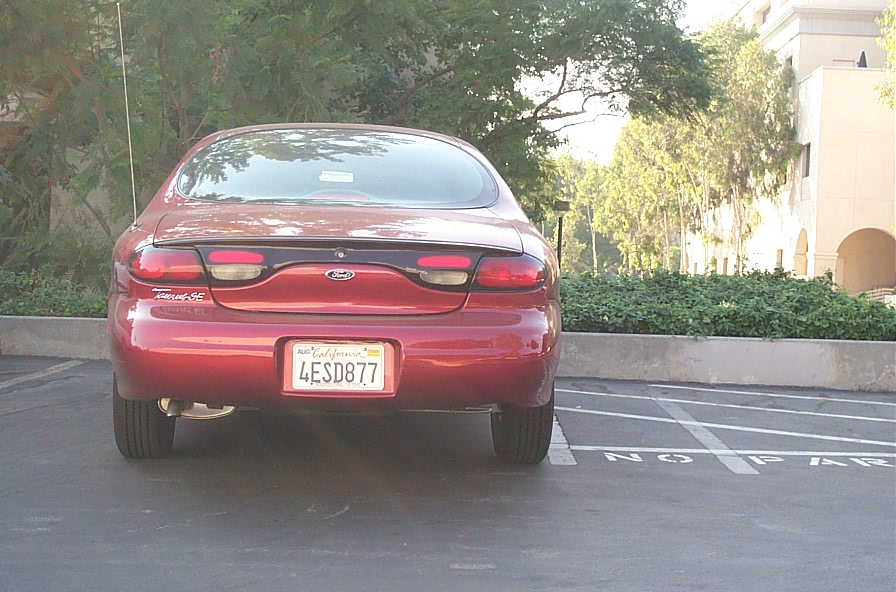 Ford
Taurus SE
AUG California
4ESD877
NO PAR